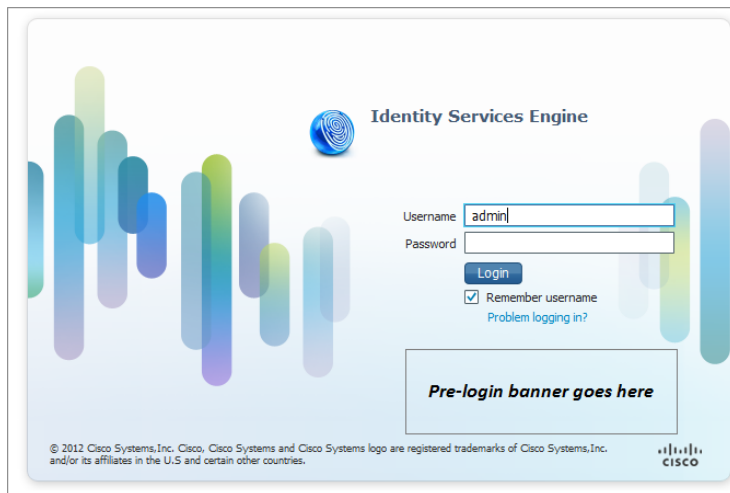 Identity Services Engine
Username admin
Password
Login
Remember username
Problem logging in?
Pre-login banner goes here
© 2012 Cisco Systems,Inc. Cisco, Cisco Systems and Cisco Systems logo are registered trademarks of Cisco Systems,Inc.
and/or its affiliates in the U.S and certain other countries.
CISCO